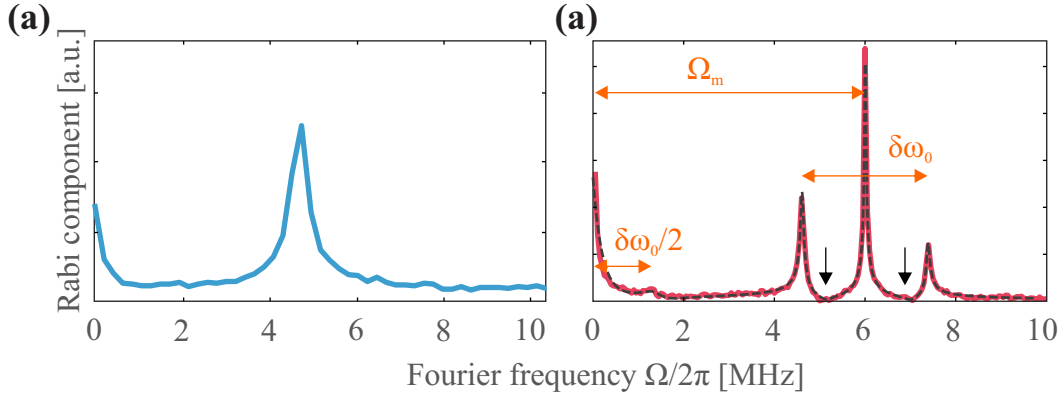 (a)
(a)
Rabi component [a.u.]
Ωₘ
δω₀
δω₀/2
0 2 4 6 8 10
0 2 4 6 8 10
Fourier frequency Ω/2π [MHz]